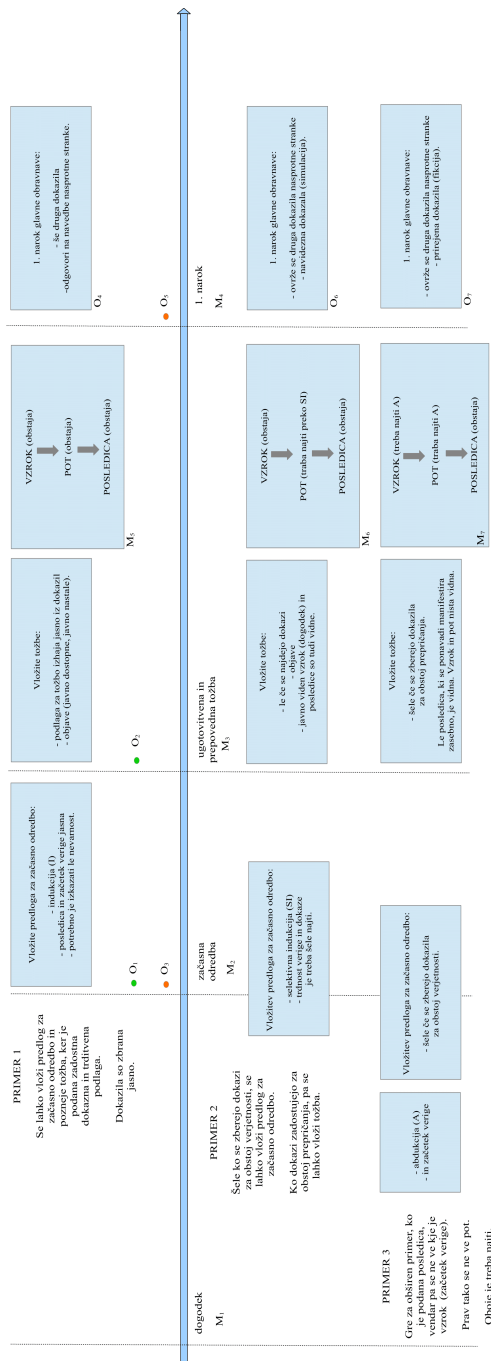 PRIMER 1
Se lahko vloži predlog za
začasno odredbo in
pozneje tožba, ker je
podana zadostna
dokazna in trditvena
podlaga.
Dokazila so zbrana
jasno.
Vložite predloga za začasno odredbo:
- indukcija (I)
- posledica in začetek verige jasna
- potrebno je izkazati le nevarnost.
Vložite tožbe:
- podlaga za tožbo izhaja jasno iz dokazil
- objave (javno dostopne, javno nastale).
VZROK (obstaja)
POT (obstaja)
POSLEDICA (obstaja)
M5
1. narok glavne obravnave:
- še druga dokazila
-odgovori na navedbe nasprotne stranke.
O4
O1
O2
O3
O5
dogodek
M1
začasna
odredba
M2
ugotovitvena in
prepovedna tožba
M3
1. narok
M4
PRIMER 2
Šele ko se zberejo dokazi
za obstoj verjetnosti, se
lahko vloži predlog za
začasno odredbo.
Ko dokazi zadostujejo za
obstoj prepričanja, pa se
lahko vloži tožba.
Vložitev predloga za začasno odredbo:
- selektivna indukcija (SI)
- trdnost verige in dokaze
je treba šele najti.
Vložite tožbe:
- le če se najdejo dokazi
- objave
- javno viden vzrok (dogodek) in
posledice so tudi vidne.
VZROK (obstaja)
POT (traba najti preko SI)
POSLEDICA (obstaja)
M6
1. narok glavne obravnave:
- ovrže se druga dokazila nasprotne stranke
- navidezna dokazala (simulacija).
O6
PRIMER 3
Gre za obširen primer, ko
je podana posledica,
vendar pa se ne ve kje je
vzrok (začetek verige).
Prav tako se ne ve pot.
Oboje je treba najti.
- abdukcija (A)
- in začetek verige
Vložitev predloga za začasno odredbo:
- šele če se zberejo dokazila
za obstoj verjetnosti.
Vložite tožbe:
- šele če se zberejo dokazila
za obstoj prepričanja.
Le posledica, ki se ponavadi manifestira
zasebno, je vidna. Vzrok in pot nista vidna.
VZROK (treba najti A)
POT (traba najti A)
POSLEDICA (obstaja)
M7
1. narok glavne obravnave:
- ovrže se druga dokazila nasprotne stranke
- prirejena dokazila (fikcija).
O7